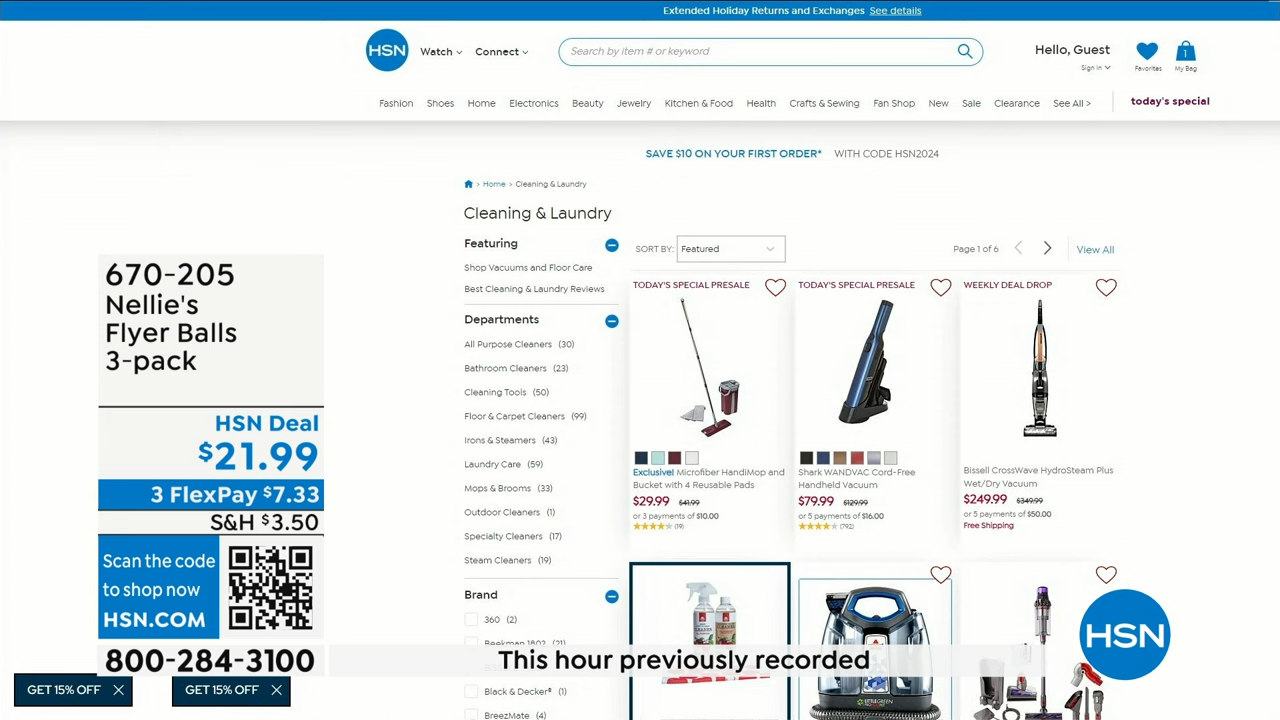 Extended Holiday Returns and Exchanges See details
HSN
Watch
Connect
Search by item # or keyword
Hello, Guest
Sign In
Favorites
1
My Bag
Fashion Shoes Home Electronics Beauty Jewelry Kitchen & Food Health Crafts & Sewing Fan Shop New Sale Clearance See All >
today's special
SAVE $10 ON YOUR FIRST ORDER* WITH CODE HSN2024
> Home > Cleaning & Laundry
Cleaning & Laundry
Featuring
Shop Vacuums and Floor Care
Best Cleaning & Laundry Reviews
Departments
All Purpose Cleaners (30)
Bathroom Cleaners (23)
Cleaning Tools (50)
Floor & Carpet Cleaners (99)
Irons & Steamers (43)
Laundry Care (59)
Mops & Brooms (33)
Outdoor Cleaners (1)
Specialty Cleaners (17)
Steam Cleaners (19)
Brand
360 (2)
Beekman 1802 (21)
Black & Decker® (1)
BreezMate (4)
SORT BY: Featured
Page 1 of 6
View All
TODAY'S SPECIAL PRESALE
Exclusive! Microfiber HandiMop and
Bucket with 4 Reusable Pads
$29.99 $41.99
or 3 payments of $10.00
(19)
TODAY'S SPECIAL PRESALE
Shark WANDVAC Cord-Free
Handheld Vacuum
$79.99 $129.99
or 5 payments of $16.00
(792)
WEEKLY DEAL DROP
Bissell CrossWave HydroSteam Plus
Wet/Dry Vacuum
$249.99 $349.99
or 5 payments of $50.00
Free Shipping
670-205
Nellie's
Flyer Balls
3-pack
HSN Deal
$21.99
3 FlexPay $7.33
S&H $3.50
Scan the code
to shop now
HSN.COM
800-284-3100
This hour previously recorded
HSN
GET 15% OFF
GET 15% OFF